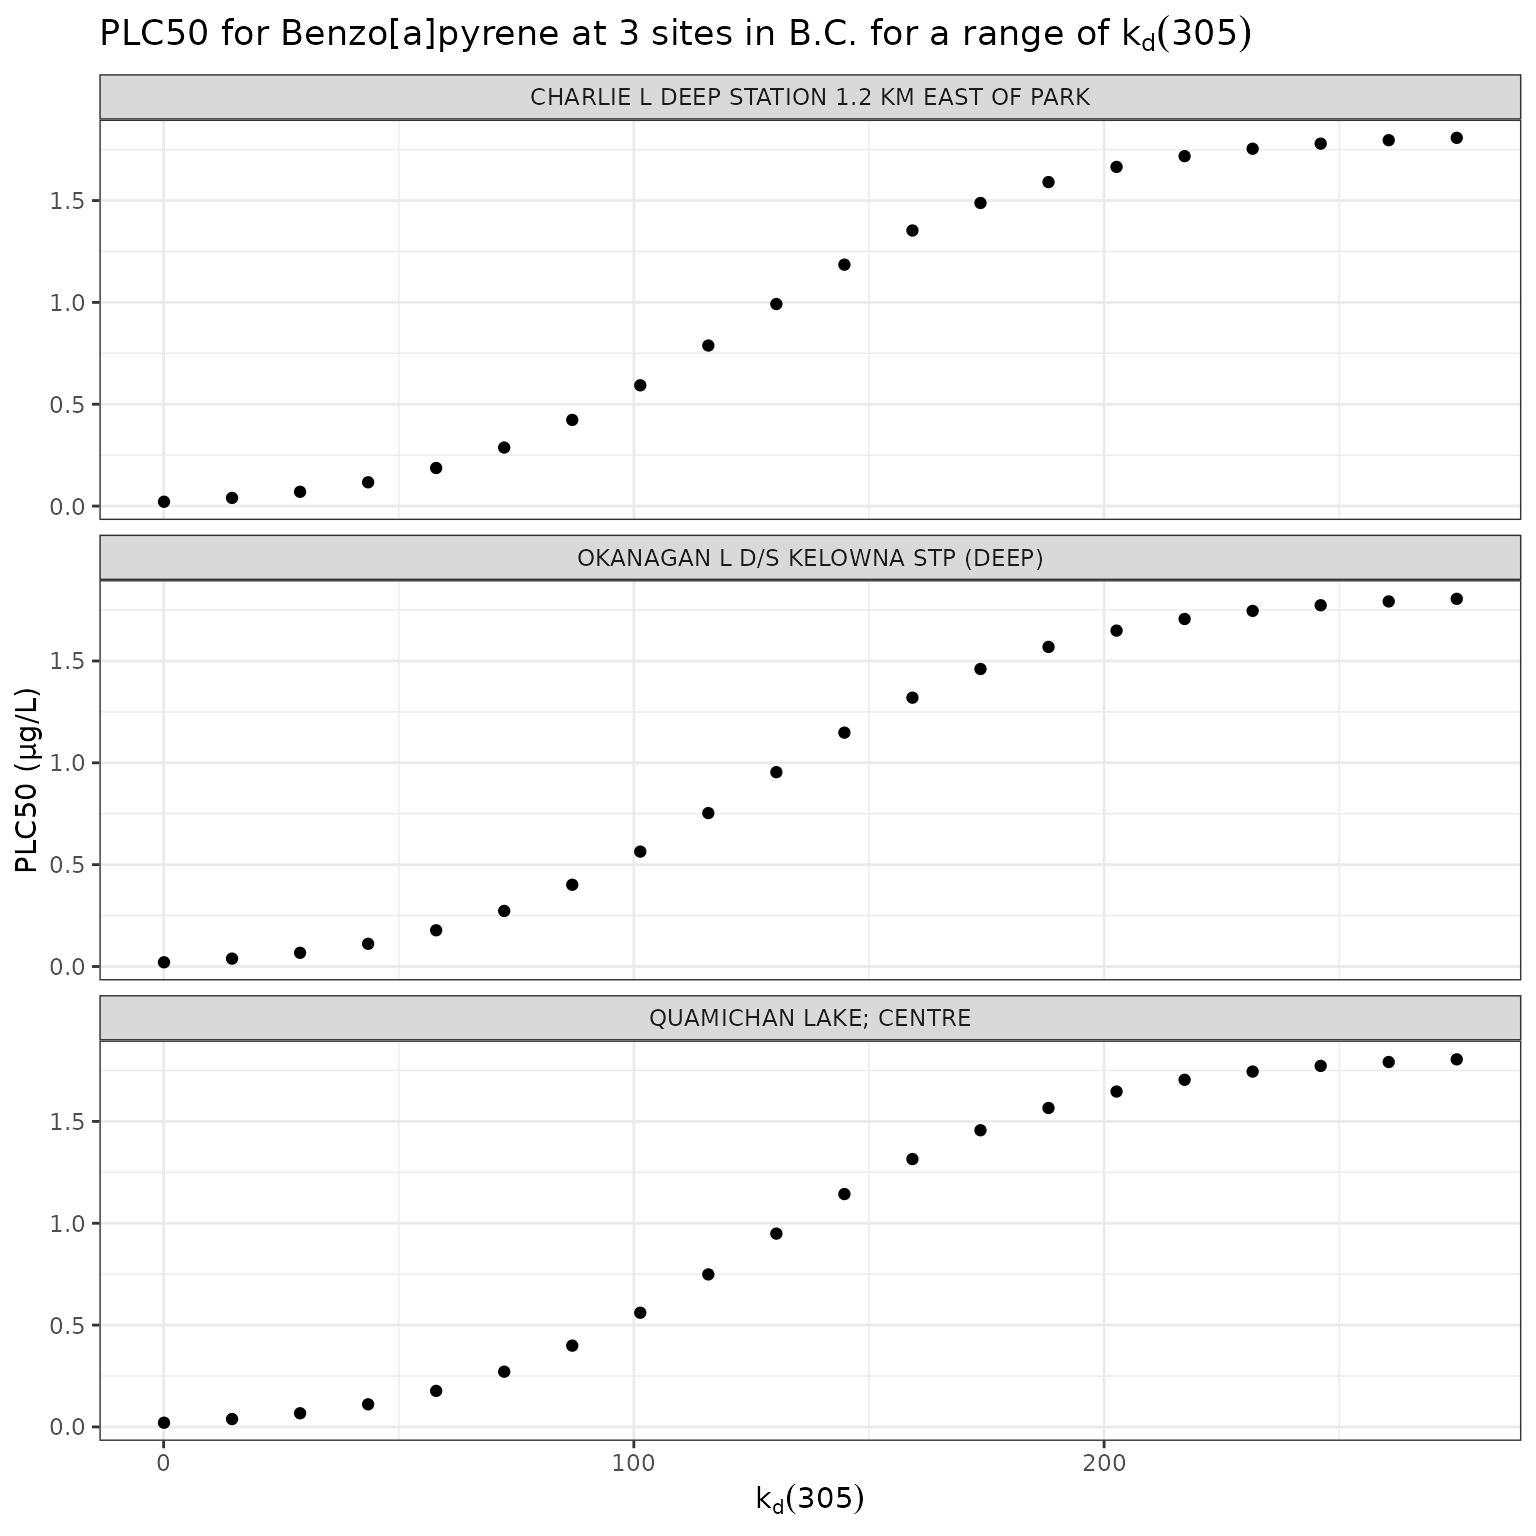 PLC50 for Benzo[a]pyrene at 3 sites in B.C. for a range of kd(305)
CHARLIE L DEEP STATION 1.2 KM EAST OF PARK
1.5
1.0
0.5
0.0
OKANAGAN L D/S KELOWNA STP (DEEP)
1.5
1.0
0.5
0.0
PLC50 (µg/L)
QUAMICHAN LAKE; CENTRE
1.5
1.0
0.5
0.0
0 100 200
kd(305)